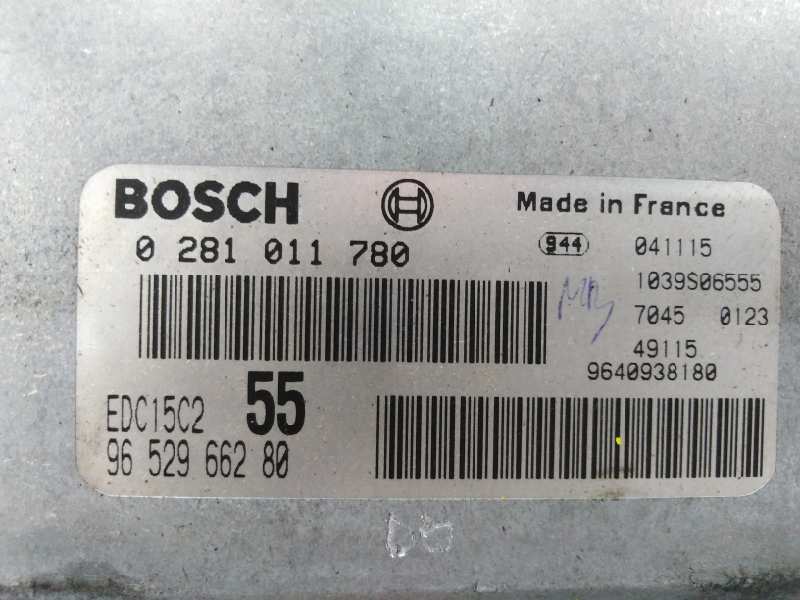 BOSCH
Made in France
0 281 011 780
944 041115
1039S06555
7045 0123
49115
9640938180
EDC15C2 55
96 529 662 80